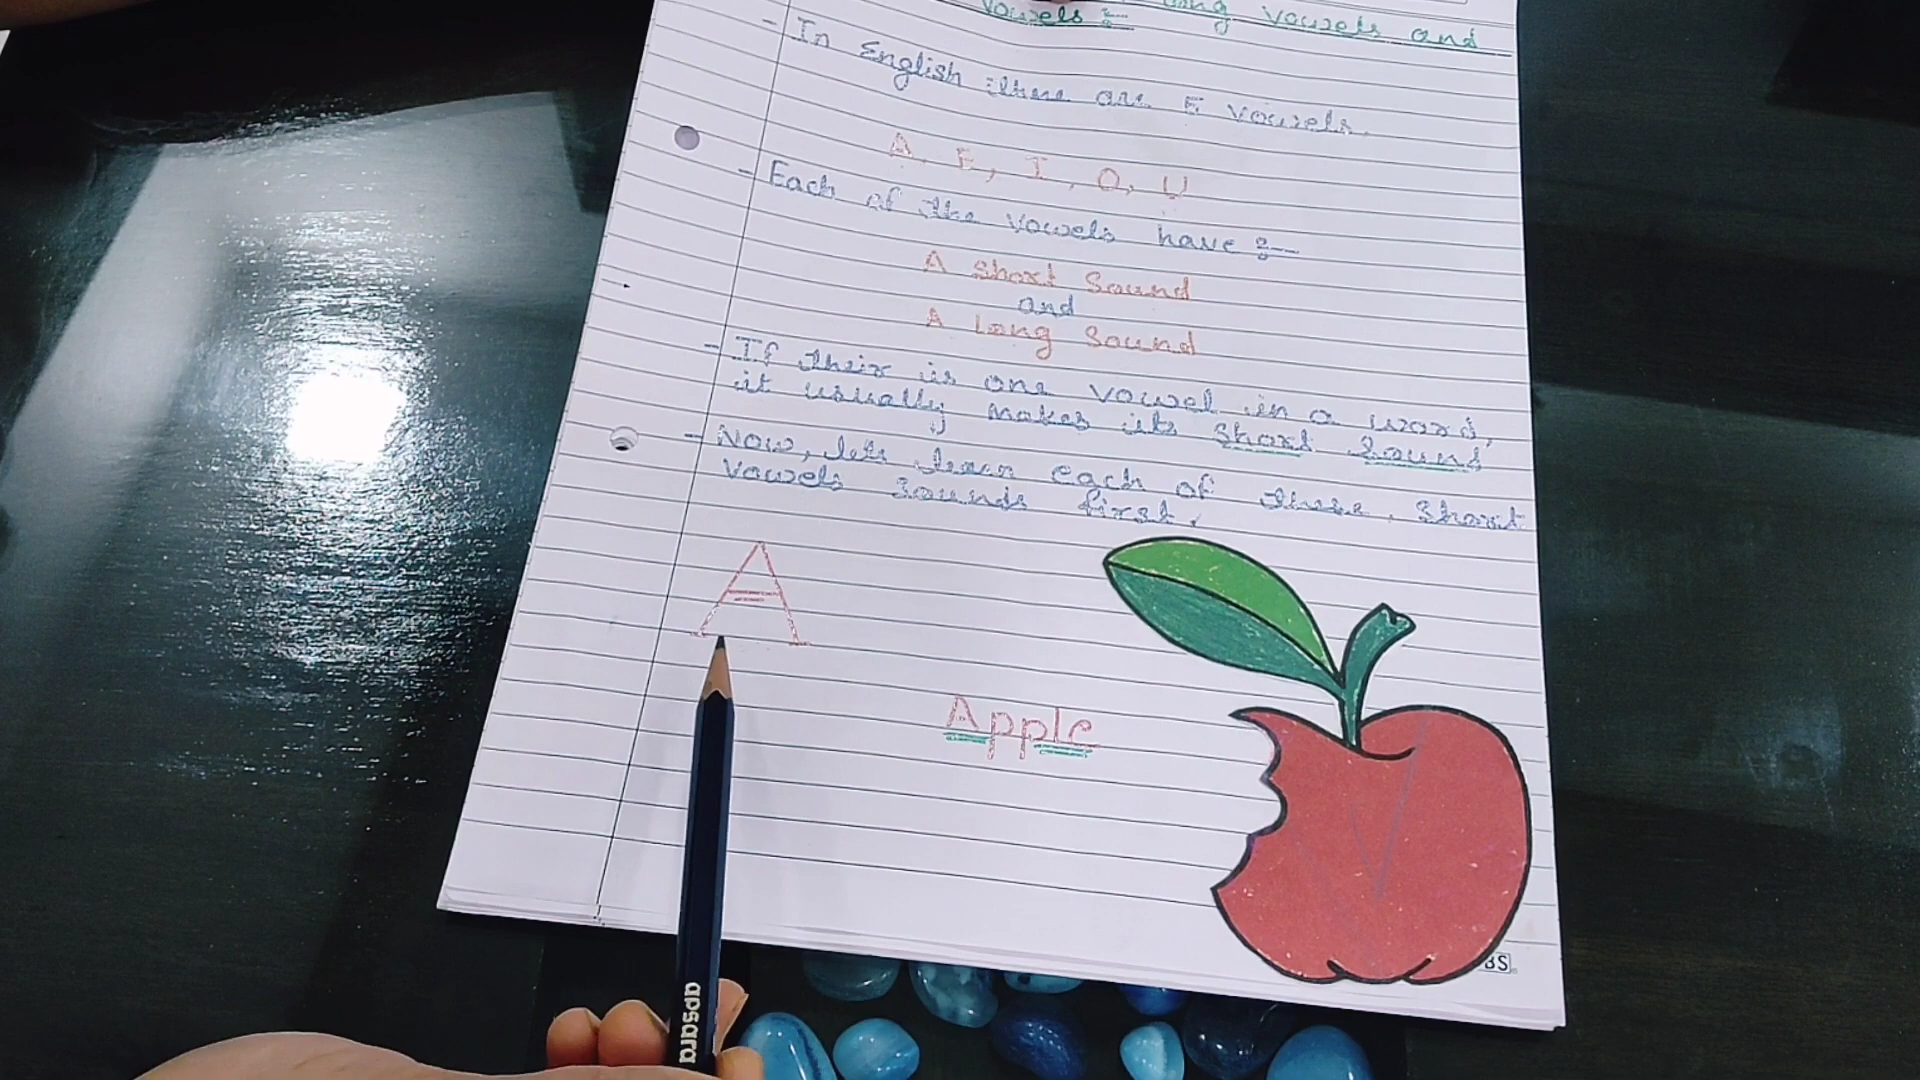 Long Vowels and
Vowels :-
- In English there are 5 vowels.
A, E, I, O, U
- Each of the vowels have :-
A Short Sound
and
A Long Sound
- If their is one vowel in a word,
it usually makes its short sound
- Now, lets learn each of these, short
vowels sounds first.
A
Apple
apsara
BS